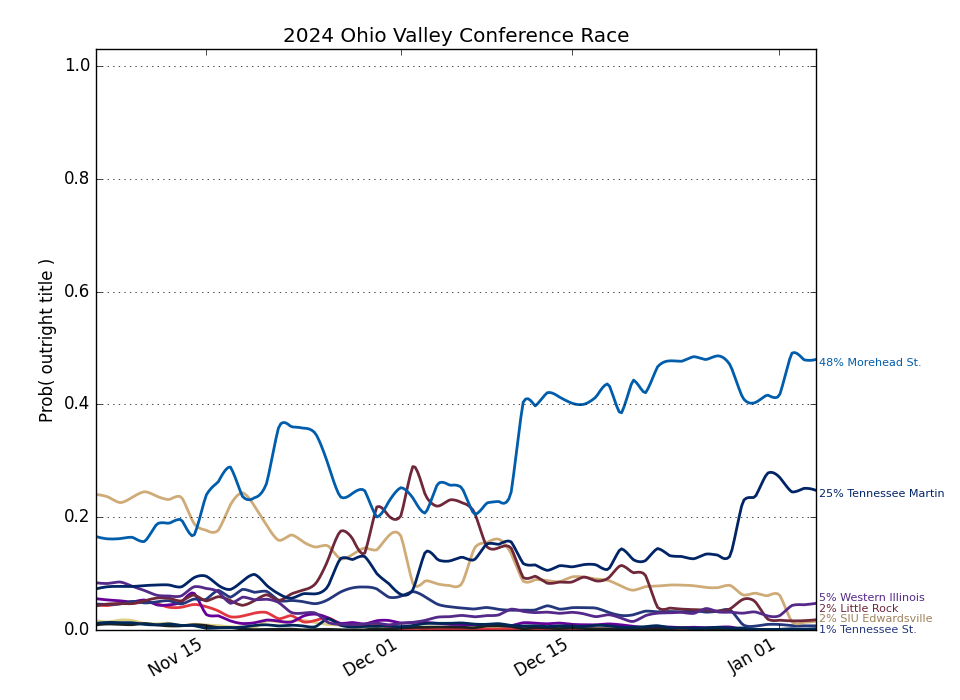 2024 Ohio Valley Conference Race
Prob( outright title )
1.0
0.8
0.6
0.4
0.2
0.0
Nov 15
Dec 01
Dec 15
Jan 01
48% Morehead St.
25% Tennessee Martin
5% Western Illinois
2% Little Rock
2% SIU Edwardsville
1% Tennessee St.